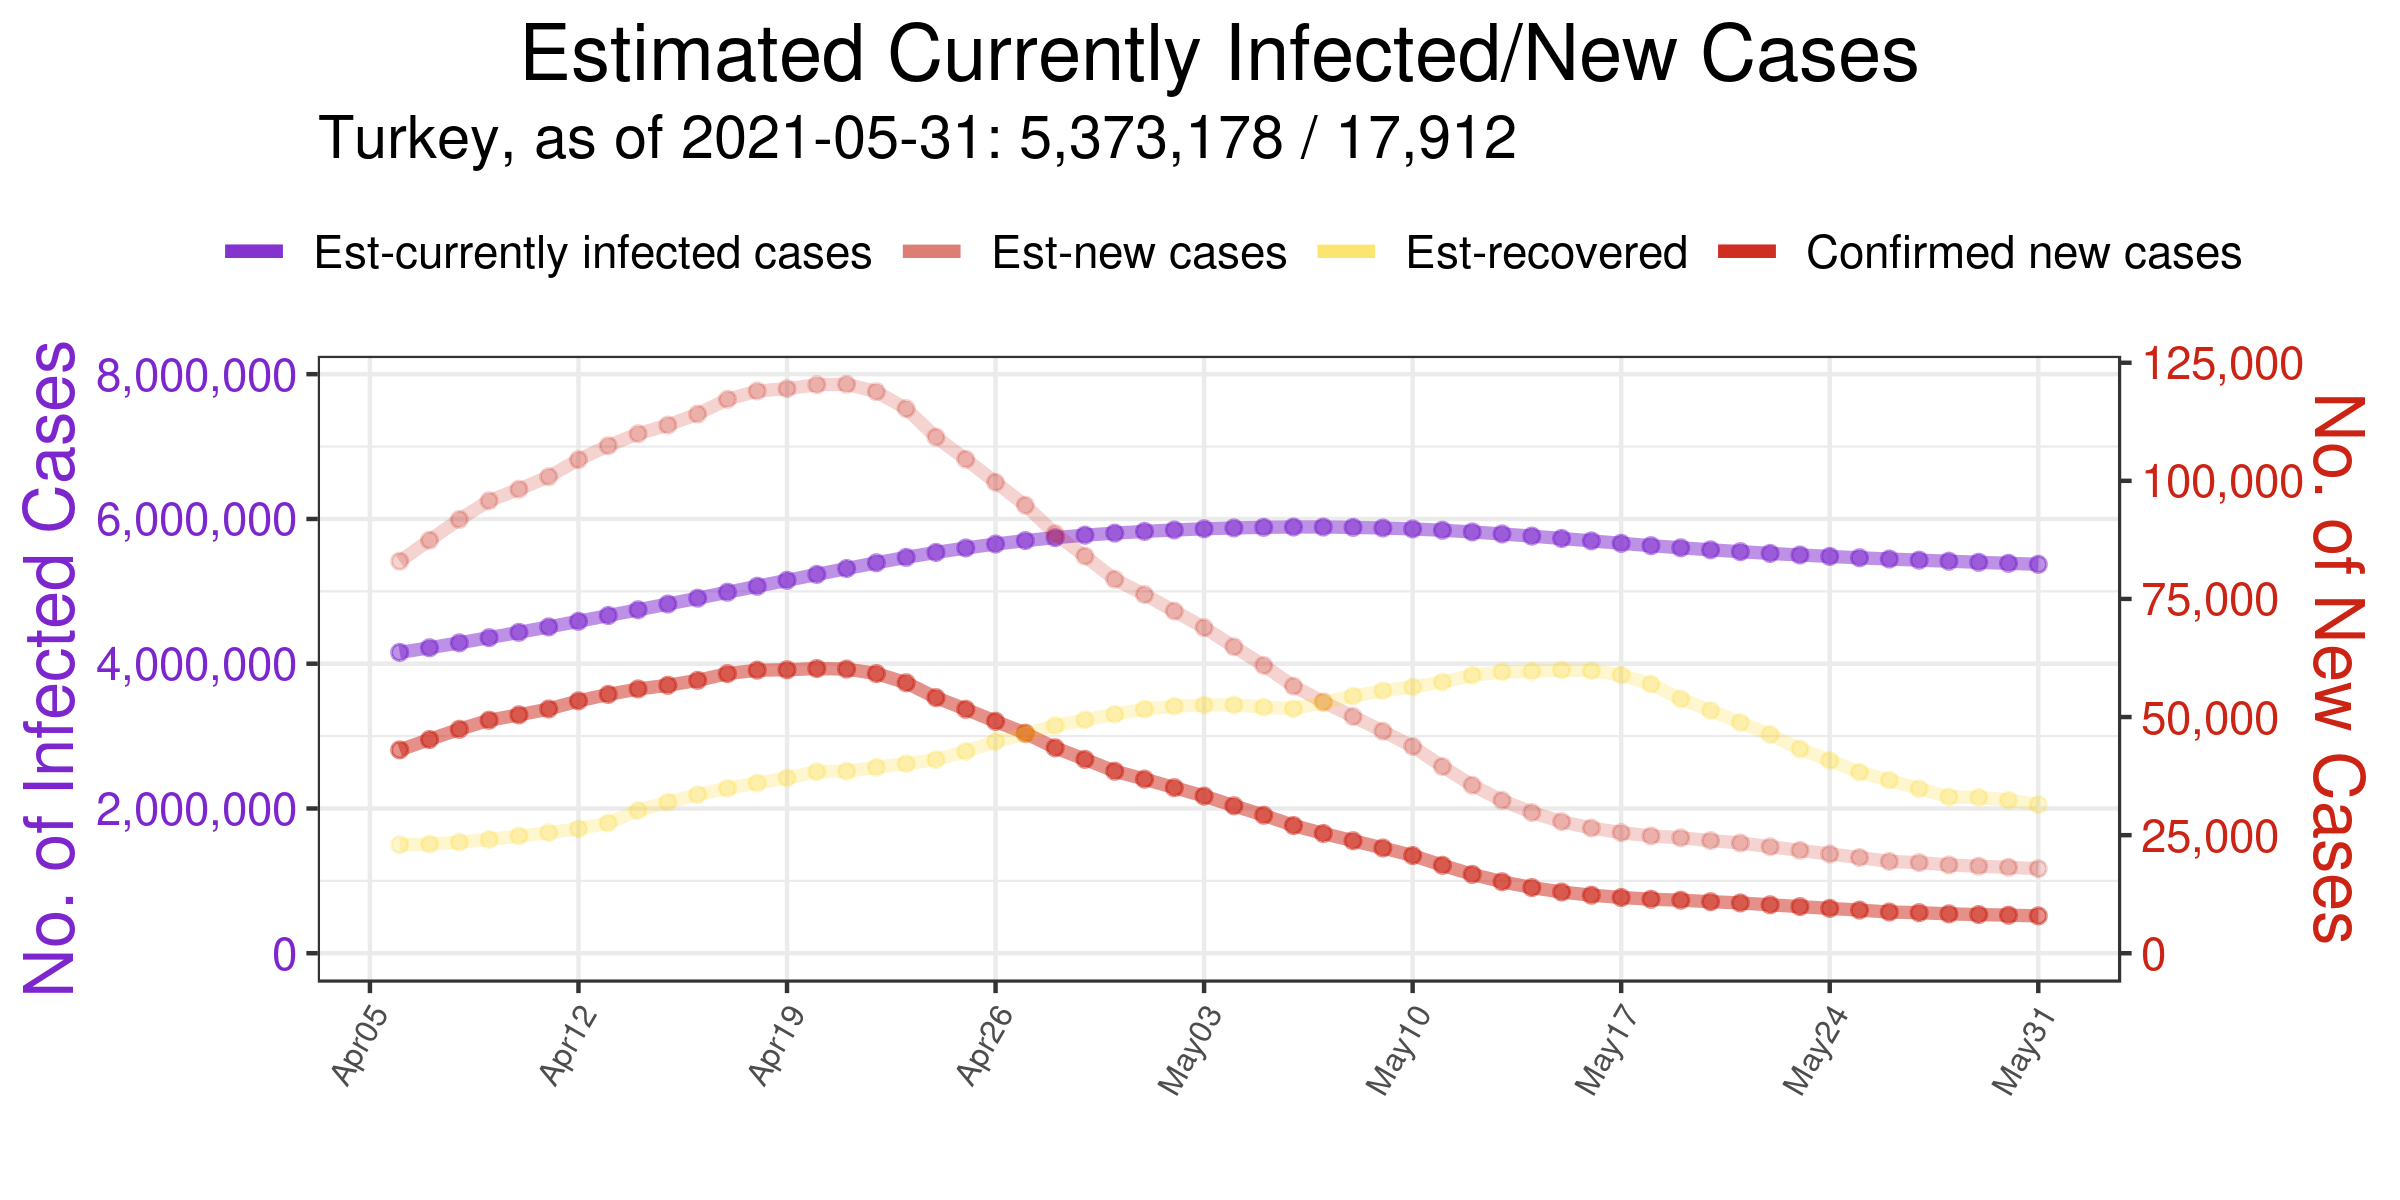 Estimated Currently Infected/New Cases
Turkey, as of 2021-05-31: 5,373,178 / 17,912
Est-currently infected cases Est-new cases Est-recovered Confirmed new cases
No. of Infected Cases
8,000,000
6,000,000
4,000,000
2,000,000
0
125,000
100,000
75,000
50,000
25,000
0
No. of New Cases
Apr05 Apr12 Apr19 Apr26 May03 May10 May17 May24 May31